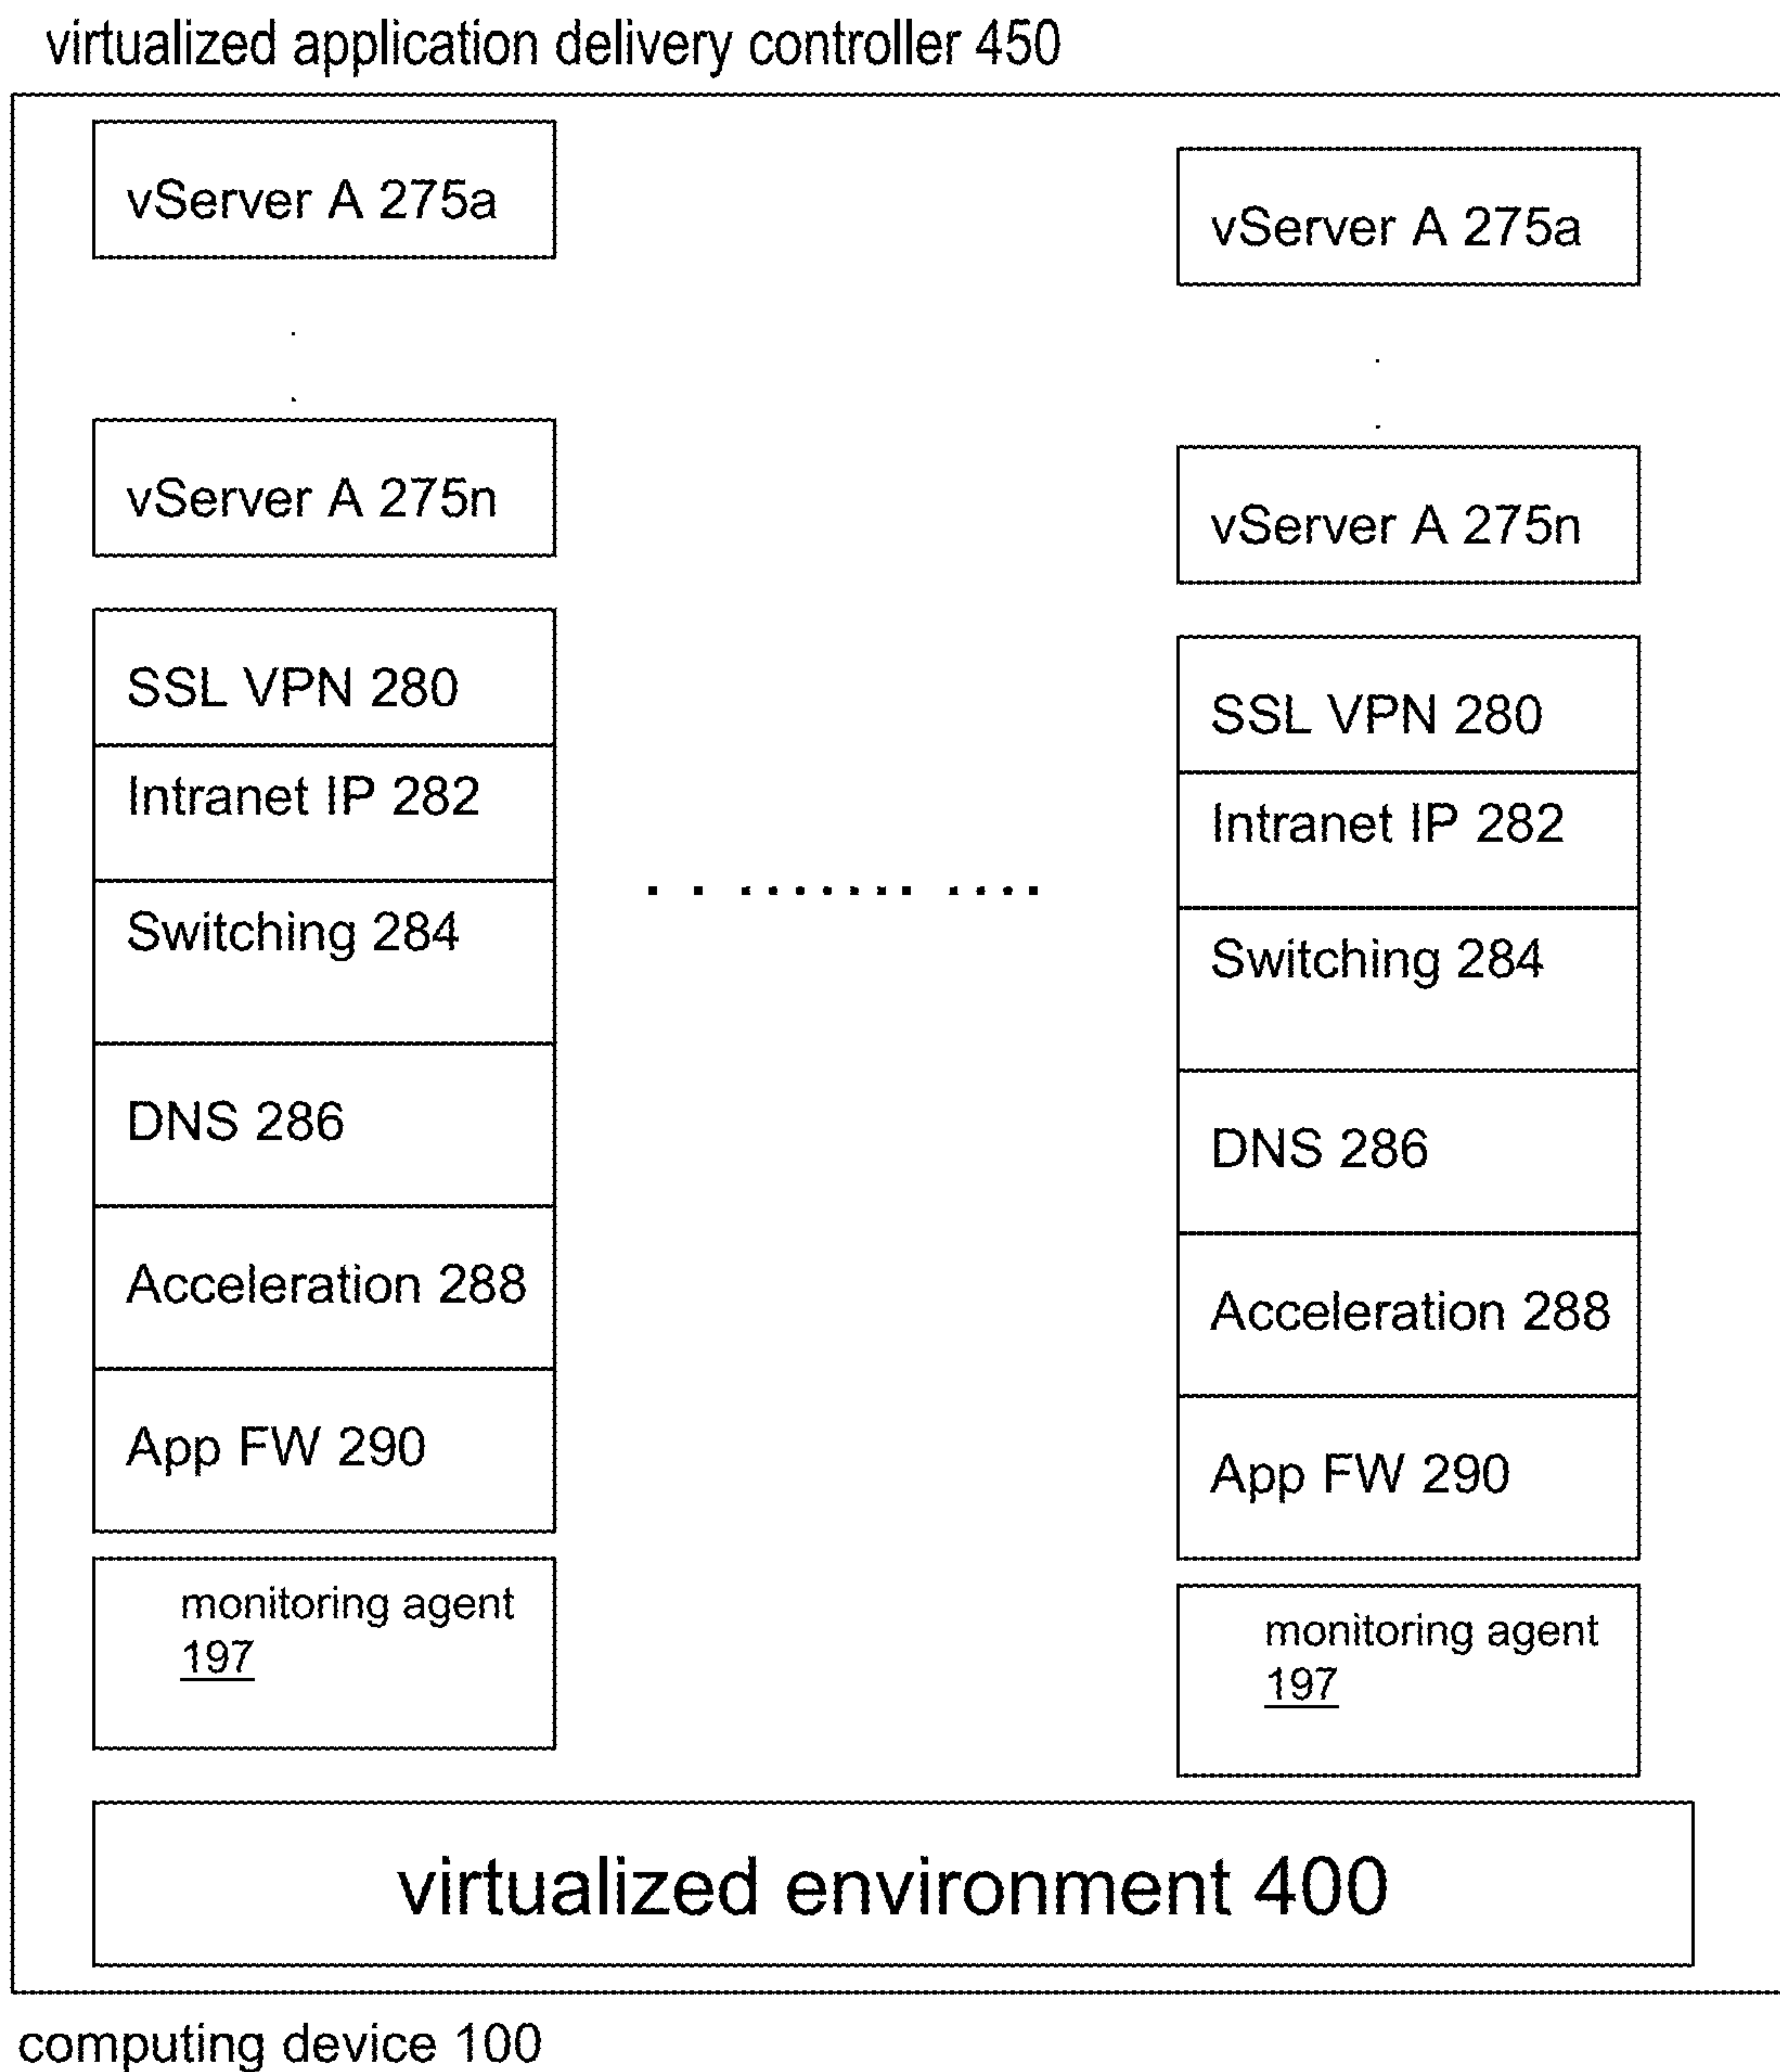 virtualized application delivery controller 450
vServer A 275a
vServer A 275n
SSL VPN 280
Intranet IP 282
Switching 284
DNS 286
Acceleration 288
App FW 290
monitoring agent
197
vServer A 275a
vServer A 275n
SSL VPN 280
Intranet IP 282
Switching 284
DNS 286
Acceleration 288
App FW 290
monitoring agent
197
virtualized environment 400
computing device 100